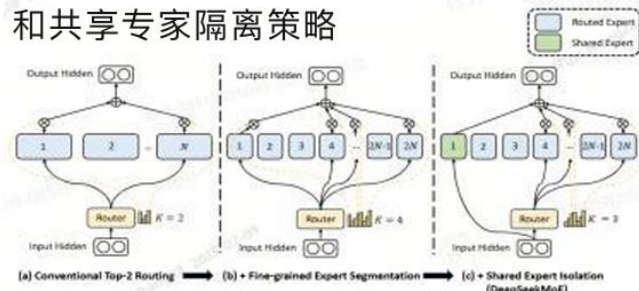 和共享专家隔离策略
Routed Expert
Shared Expert
Output Hidden
Output Hidden
Output Hidden
1 2 ... N
1 2 3 4 ... 2N-1 2N
1 2 3 4 ... 2N-1 2N
Router K = 2
Router K = 4
Router K = 3
Input Hidden
Input Hidden
Input Hidden
(a) Conventional Top-2 Routing
(b) + Fine-grained Expert Segmentation
(c) + Shared Expert Isolation
(DeepSeekMoE)